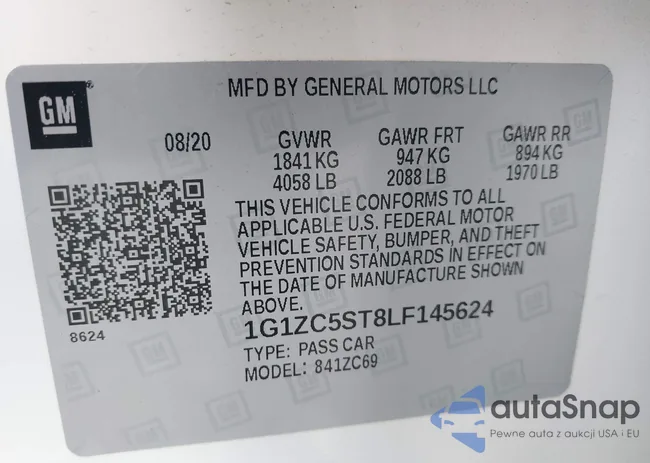 GM
MFD BY GENERAL MOTORS LLC
08/20 GVWR GAWR FRT GAWR RR
1841 KG 947 KG 894 KG
4058 LB 2088 LB 1970 LB
THIS VEHICLE CONFORMS TO ALL
APPLICABLE U.S. FEDERAL MOTOR
VEHICLE SAFETY, BUMPER, AND THEFT
PREVENTION STANDARDS IN EFFECT ON
THE DATE OF MANUFACTURE SHOWN
ABOVE.
8624
1G1ZC5ST8LF145624
TYPE: PASS CAR
MODEL: 841ZC69
autaSnap
Pewne auta z aukcji USA i EU